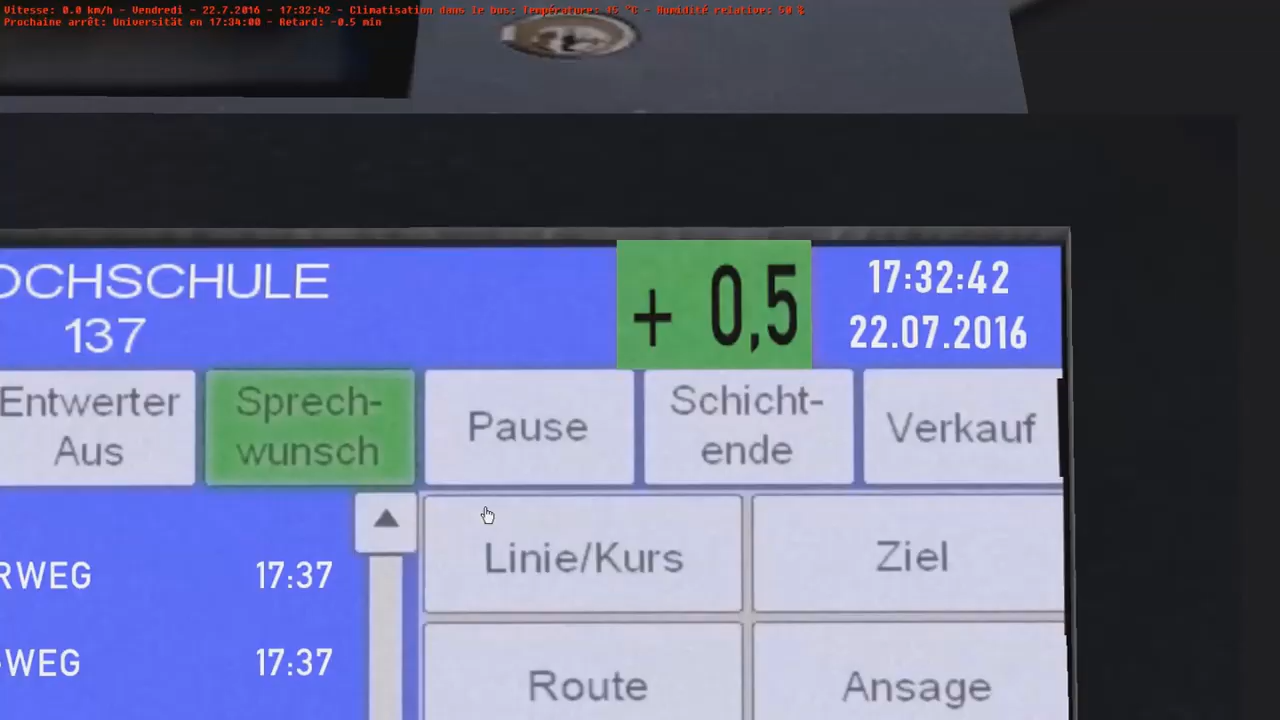 Vitesse: 0.0 km/h - Vendredi - 22.7.2016 - 17:32:42 - Climatisation dans le bus: Température: 15 °C - Humidité relative: 50 %
Prochaine arrêt: Universität en 17:34:00 - Retard: -0.5 min
OCHSCHULE
137
+ 0,5
17:32:42
22.07.2016
Entwerter
Aus
Sprech-
wunsch
Pause
Schicht-
ende
Verkauf
RWEG 17:37
Linie/Kurs
Ziel
WEG 17:37
Route
Ansage